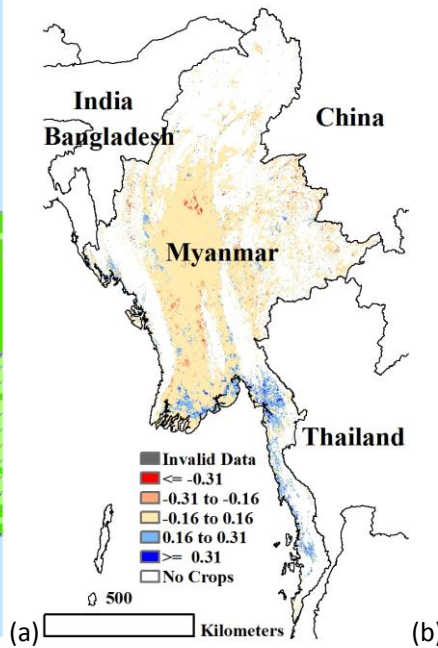 India
Bangladesh
China
Myanmar
Thailand
Invalid Data
<= -0.31
-0.31 to -0.16
-0.16 to 0.16
0.16 to 0.31
>= 0.31
No Crops
500
(a)
Kilometers
(b)